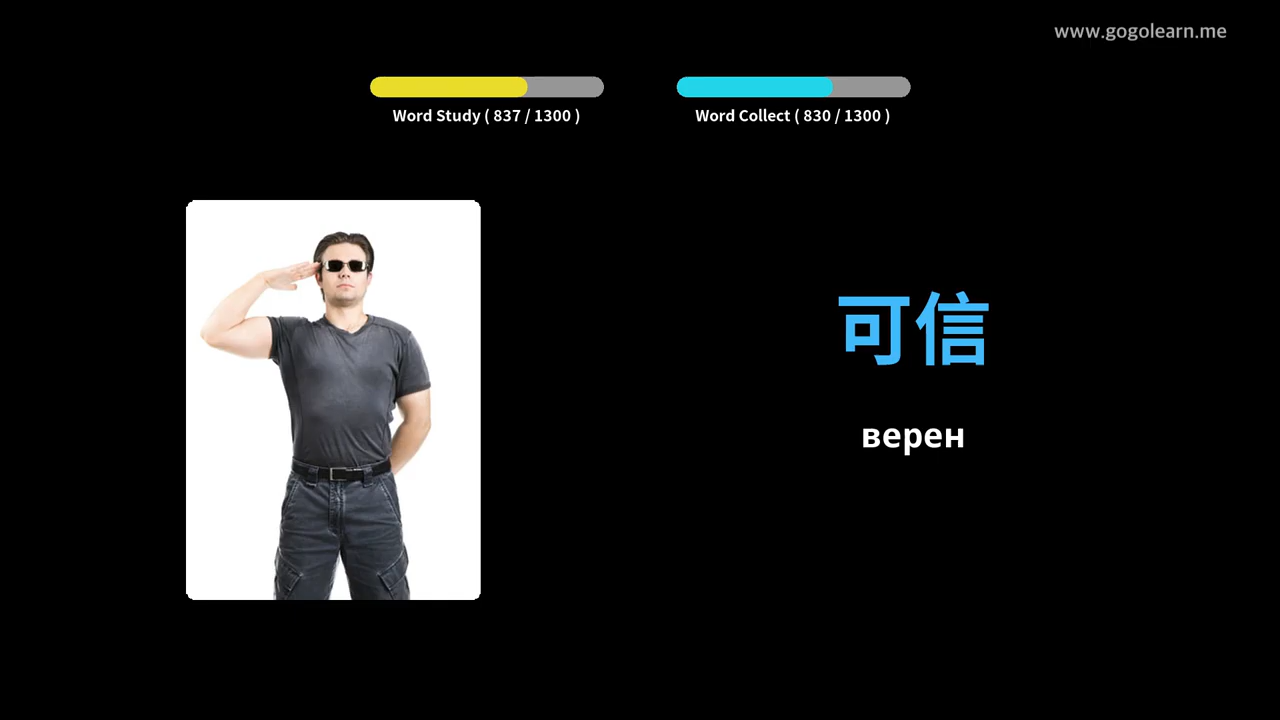 www.gogolearn.me
Word Study ( 837 / 1300 )
Word Collect ( 830 / 1300 )
可信
верен